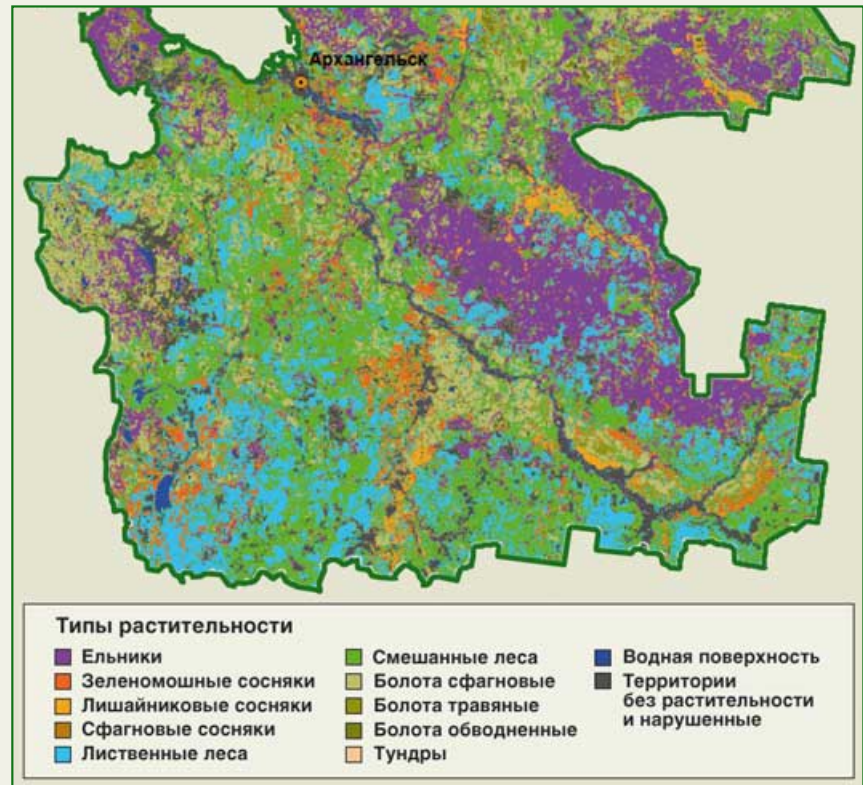 Архангельск
Типы растительности
Ельники
Зеленомошные сосняки
Лишайниковые сосняки
Сфагновые сосняки
Лиственные леса
Смешанные леса
Болота сфагновые
Болота травяные
Болота обводненные
Тундры
Водная поверхность
Территории
без растительности
и нарушенные